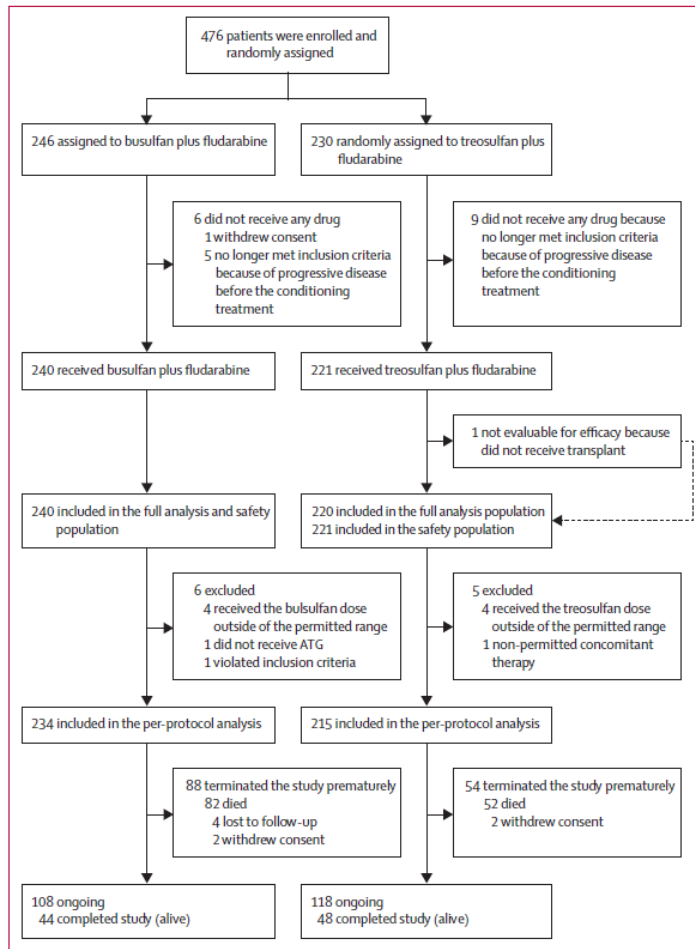 476 patients were enrolled and
randomly assigned
246 assigned to busulfan plus fludarabine
230 randomly assigned to treosulfan plus
fludarabine
6 did not receive any drug
1 withdrew consent
5 no longer met inclusion criteria
because of progressive disease
before the conditioning
treatment
9 did not receive any drug because
no longer met inclusion criteria
because of progressive disease
before the conditioning
treatment
240 received busulfan plus fludarabine
221 received treosulfan plus fludarabine
1 not evaluable for efficacy because
did not receive transplant
240 included in the full analysis and safety
population
220 included in the full analysis population
221 included in the safety population
6 excluded
4 received the bulsulfan dose
outside of the permitted range
1 did not receive ATG
1 violated inclusion criteria
5 excluded
4 received the treosulfan dose
outside of the permitted range
1 non-permitted concomitant
therapy
234 included in the per-protocol analysis
215 included in the per-protocol analysis
88 terminated the study prematurely
82 died
4 lost to follow-up
2 withdrew consent
54 terminated the study prematurely
52 died
2 withdrew consent
108 ongoing
44 completed study (alive)
118 ongoing
48 completed study (alive)